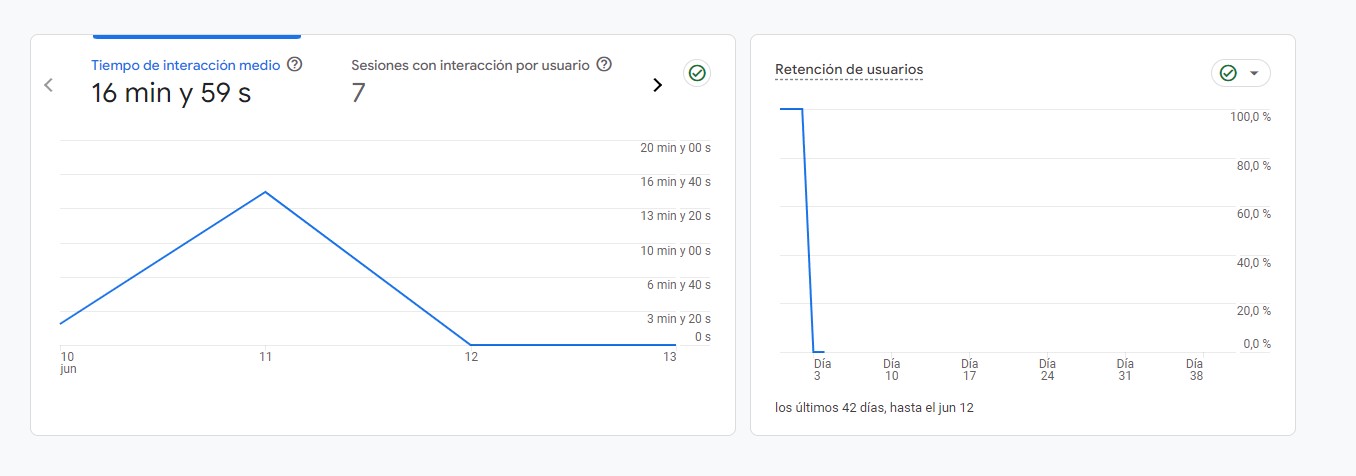 Tiempo de interacción medio
16 min y 59 s
Sesiones con interacción por usuario
7
20 min y 00 s
16 min y 40 s
13 min y 20 s
10 min y 00 s
6 min y 40 s
3 min y 20 s
0 s
10
jun
11
12
13
Retención de usuarios
100,0 %
80,0 %
60,0 %
40,0 %
20,0 %
0,0 %
Día
3
Día
10
Día
17
Día
24
Día
31
Día
38
los últimos 42 días, hasta el jun 12